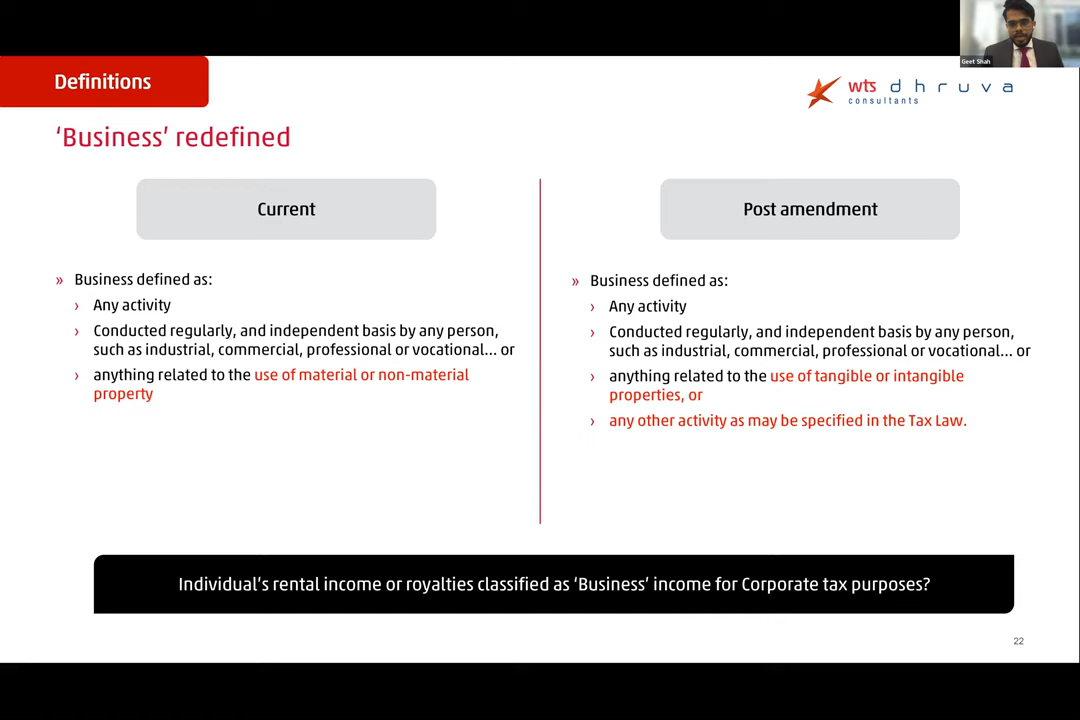 Geet Shah
Definitions
wts dhruva
consultants
‘Business’ redefined
Current
» Business defined as:
› Any activity
› Conducted regularly, and independent basis by any person,
such as industrial, commercial, professional or vocational... or
› anything related to the use of material or non-material
property
Post amendment
» Business defined as:
› Any activity
› Conducted regularly, and independent basis by any person,
such as industrial, commercial, professional or vocational... or
› anything related to the use of tangible or intangible
properties, or
› any other activity as may be specified in the Tax Law.
Individual's rental income or royalties classified as ‘Business’ income for Corporate tax purposes?
22